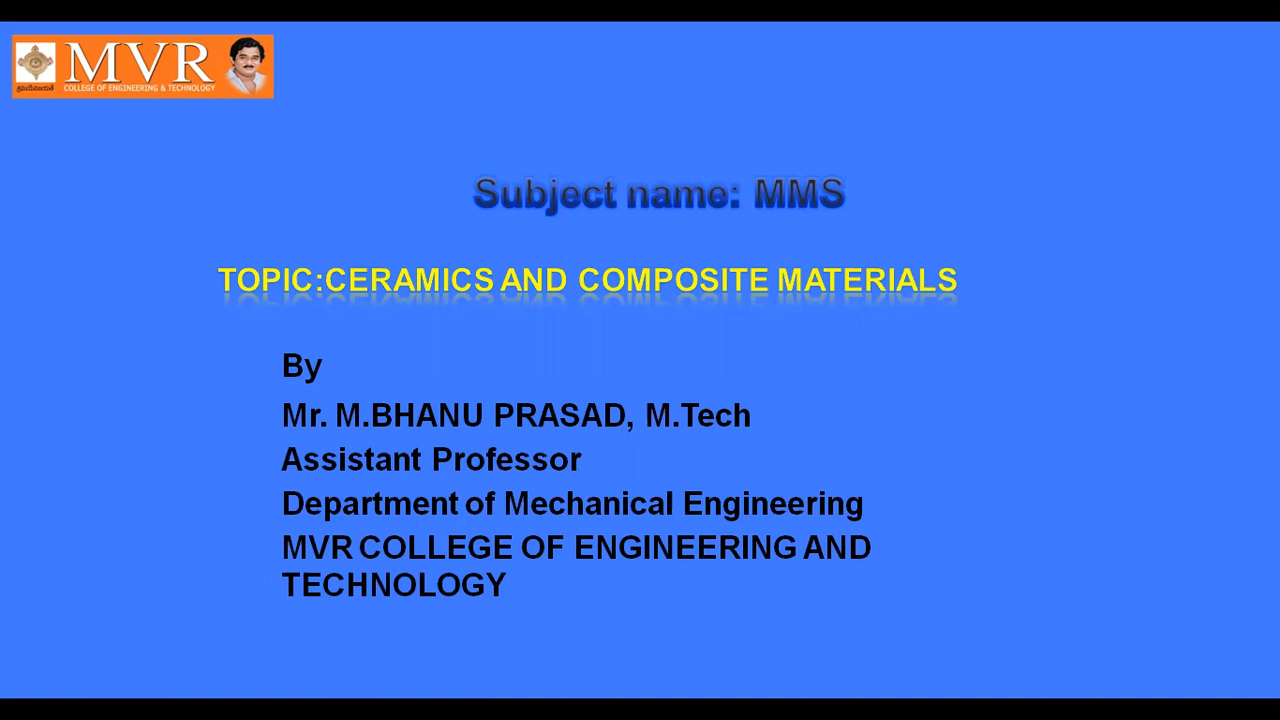 MVR
COLLEGE OF ENGINEERING & TECHNOLOGY
Subject name: MMS
TOPIC:CERAMICS AND COMPOSITE MATERIALS
By
Mr. M.BHANU PRASAD, M.Tech
Assistant Professor
Department of Mechanical Engineering
MVR COLLEGE OF ENGINEERING AND
TECHNOLOGY